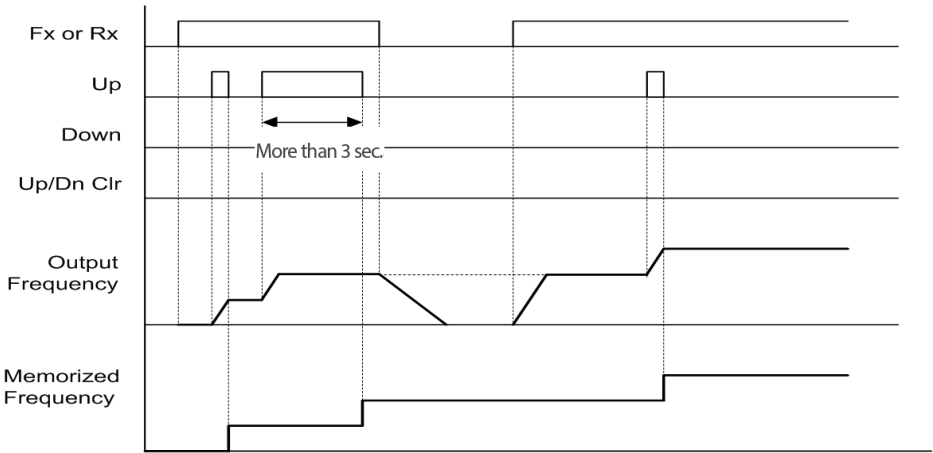 Fx or Rx
Up
Down
More than 3 sec.
Up/Dn Clr
Output
Frequency
Memorized
Frequency